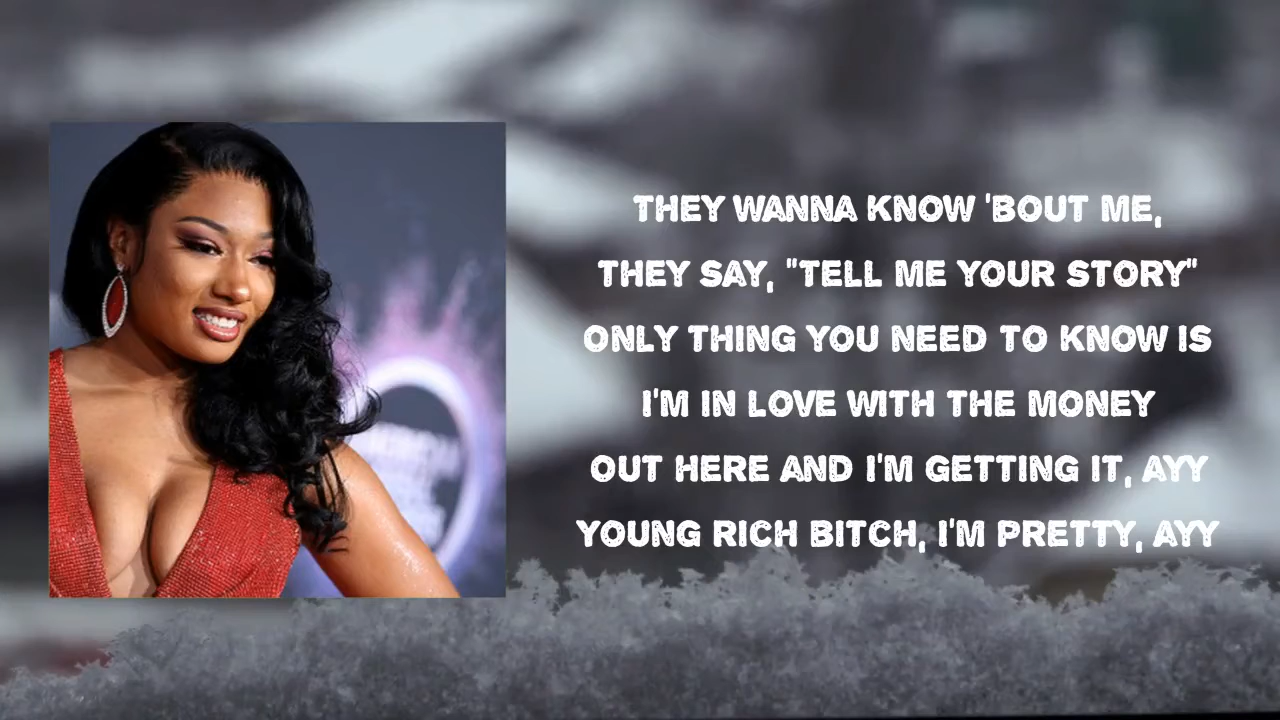 THEY WANNA KNOW 'BOUT ME,
THEY SAY, "TELL ME YOUR STORY"
ONLY THING YOU NEED TO KNOW IS
I'M IN LOVE WITH THE MONEY
OUT HERE AND I'M GETTING IT, AYY
YOUNG RICH BITCH, I'M PRETTY, AYY